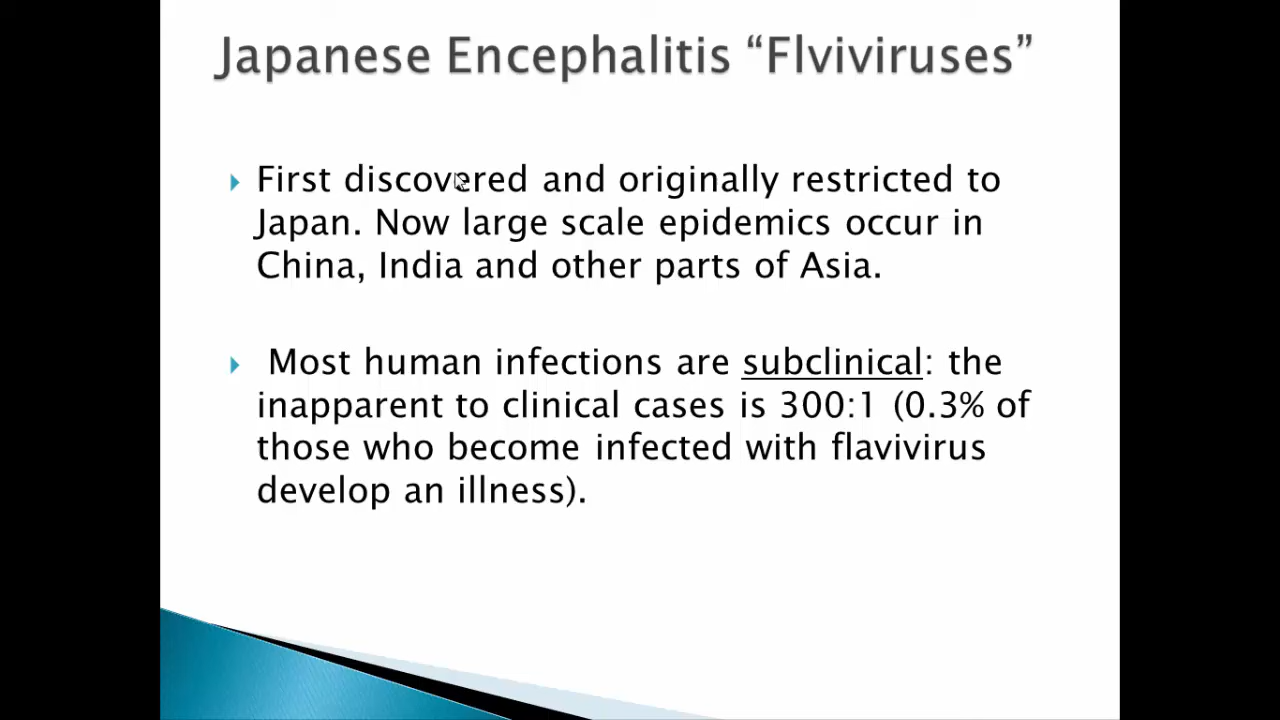 Japanese Encephalitis “Flviviruses”
First discovered and originally restricted to
Japan. Now large scale epidemics occur in
China, India and other parts of Asia.
Most human infections are subclinical: the
inapparent to clinical cases is 300:1 (0.3% of
those who become infected with flavivirus
develop an illness).